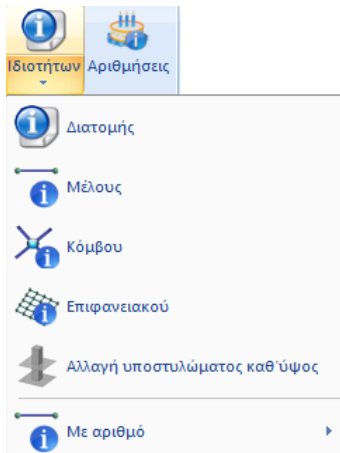 Ιδιοτήτων Αριθμήσεις
Διατομής
Μέλους
Κόμβου
Επιφανειακού
Αλλαγή υποστυλώματος καθ΄ύψος
Με αριθμό